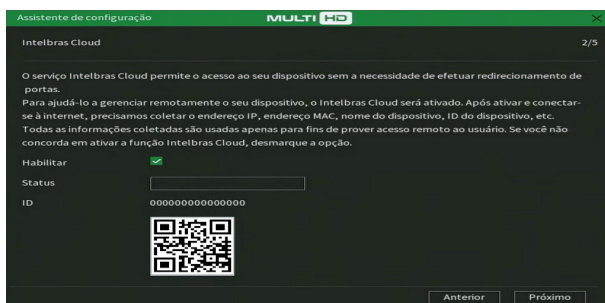 Assistente de configuração
MULTI HD
Intelbras Cloud
2/5
O serviço Intelbras Cloud permite o acesso ao seu dispositivo sem a necessidade de efetuar redirecionamento de
portas.
Para ajudá-lo a gerenciar remotamente o seu dispositivo, o Intelbras Cloud será ativado. Após ativar e conectar-
se à internet, precisamos coletar o endereço IP, endereço MAC, nome do dispositivo, ID do dispositivo, etc.
Todas as informações coletadas são usadas apenas para fins de prover acesso remoto ao usuário. Se você não
concorda em ativar a função Intelbras Cloud, desmarque a opção.
Habilitar
Status
ID 000000000000000
Anterior Próximo